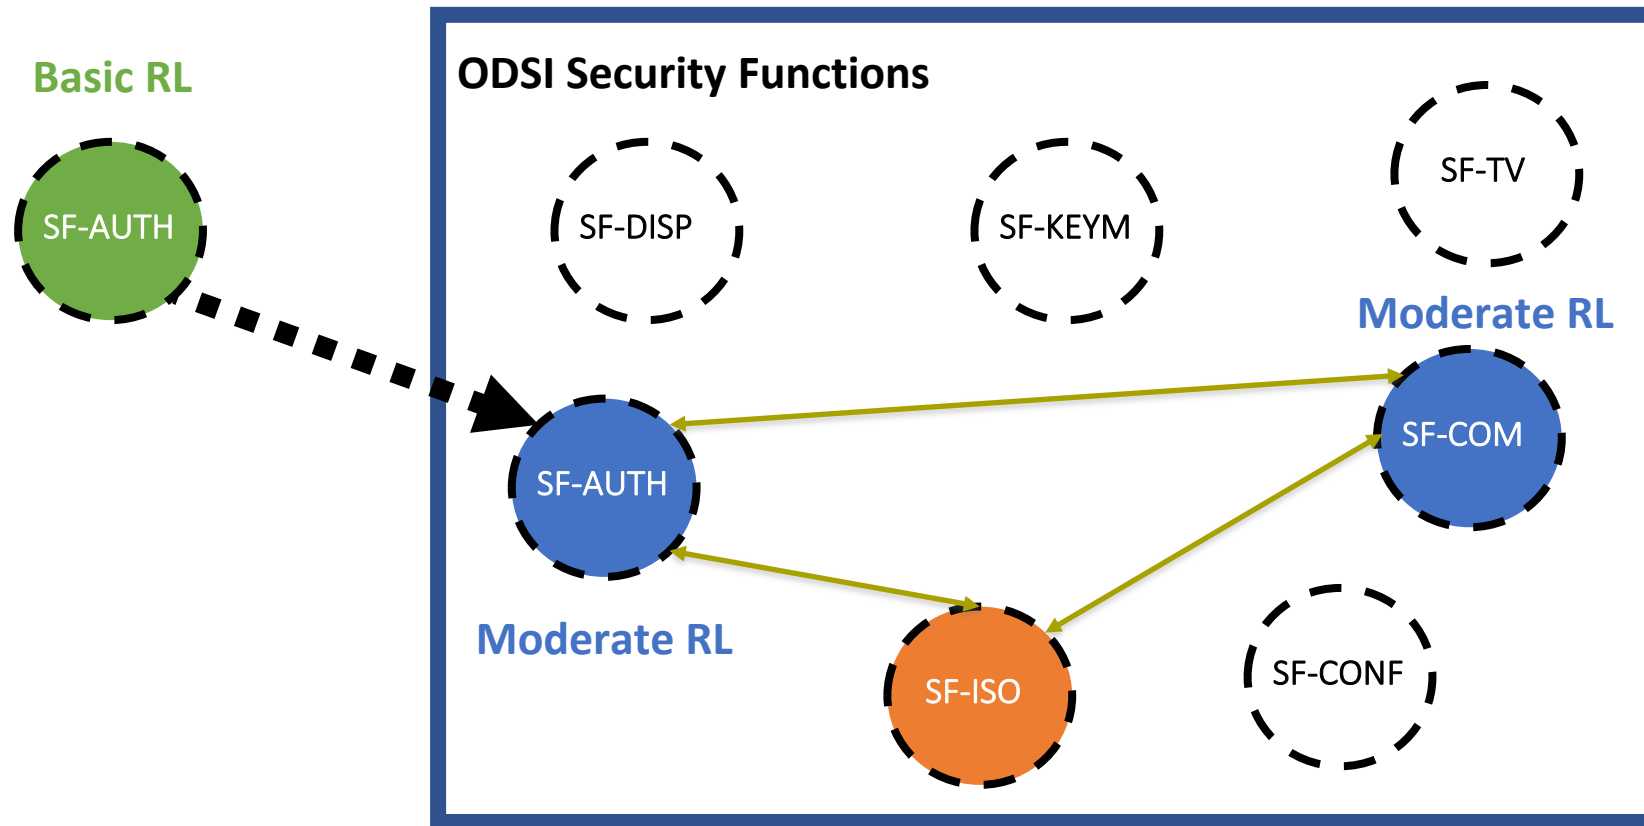 Basic RL
SF-AUTH
ODSI Security Functions
SF-DISP
SF-KEYM
SF-TV
Moderate RL
SF-COM
SF-AUTH
Moderate RL
SF-ISO
SF-CONF